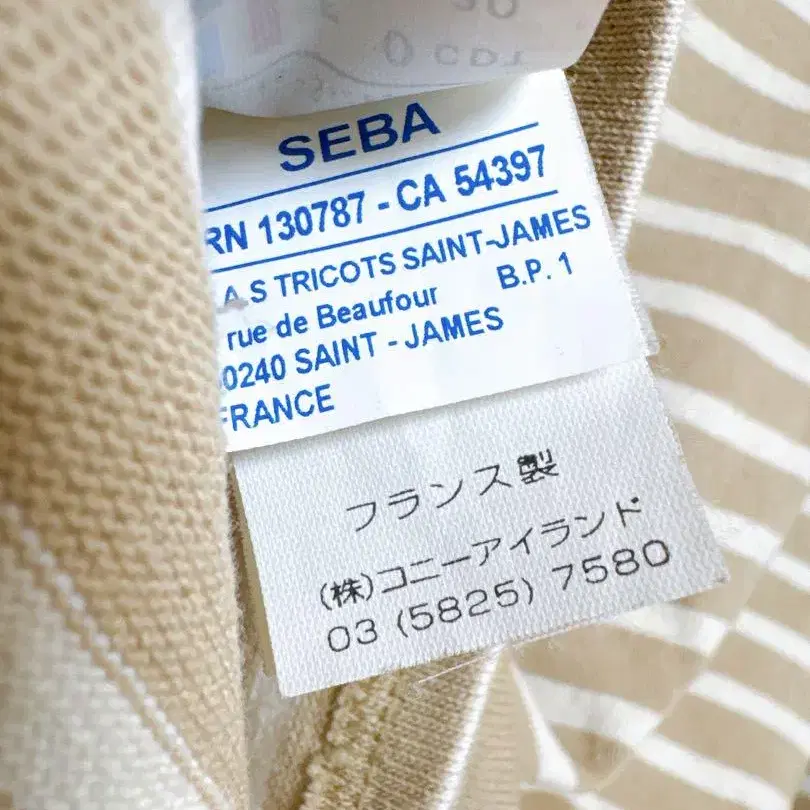 SEBA
RN 130787 - CA 54397
A.S TRICOTS SAINT-JAMES
rue de Beaufour B.P. 1
0240 SAINT - JAMES
FRANCE
フランス製
(株)コニーアイランド
03 (5825) 7580